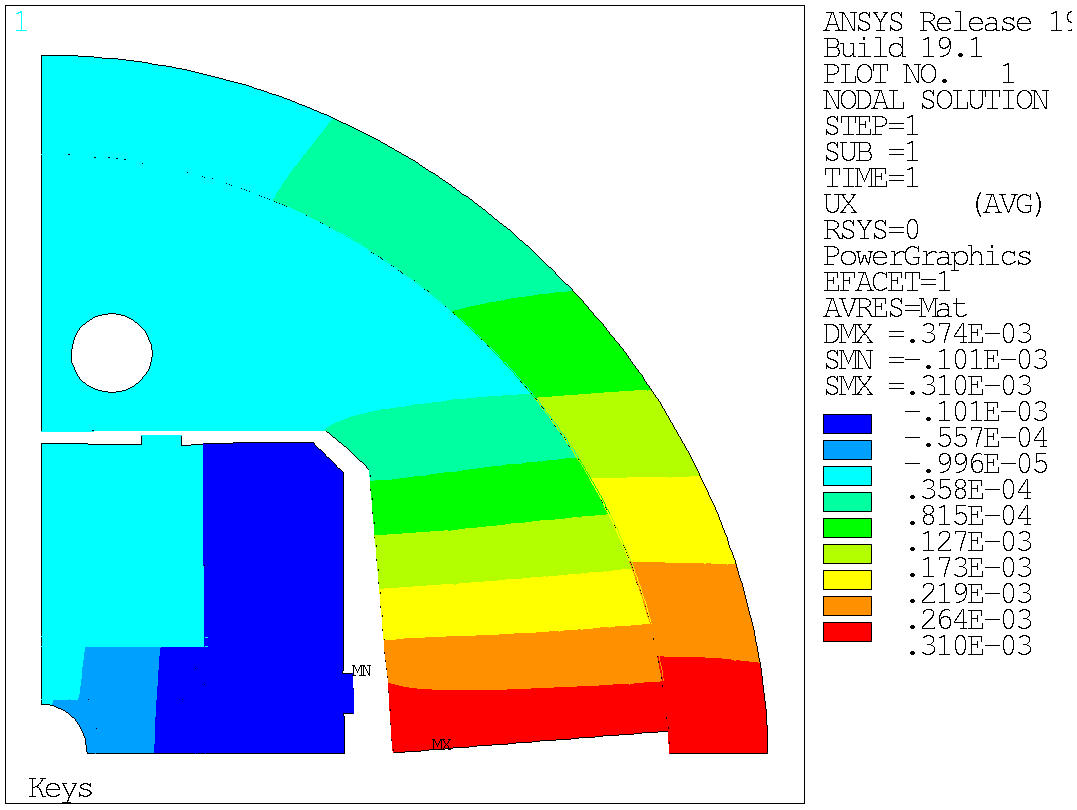 1
ANSYS Release 19
Build 19.1
PLOT NO. 1
NODAL SOLUTION
STEP=1
SUB =1
TIME=1
UX (AVG)
RSYS=0
PowerGraphics
EFACET=1
AVRES=Mat
DMX =.374E-03
SMN =-.101E-03
SMX =.310E-03
-.101E-03
-.557E-04
-.996E-05
.358E-04
.815E-04
.127E-03
.173E-03
.219E-03
.264E-03
.310E-03
MN
MX
Keys